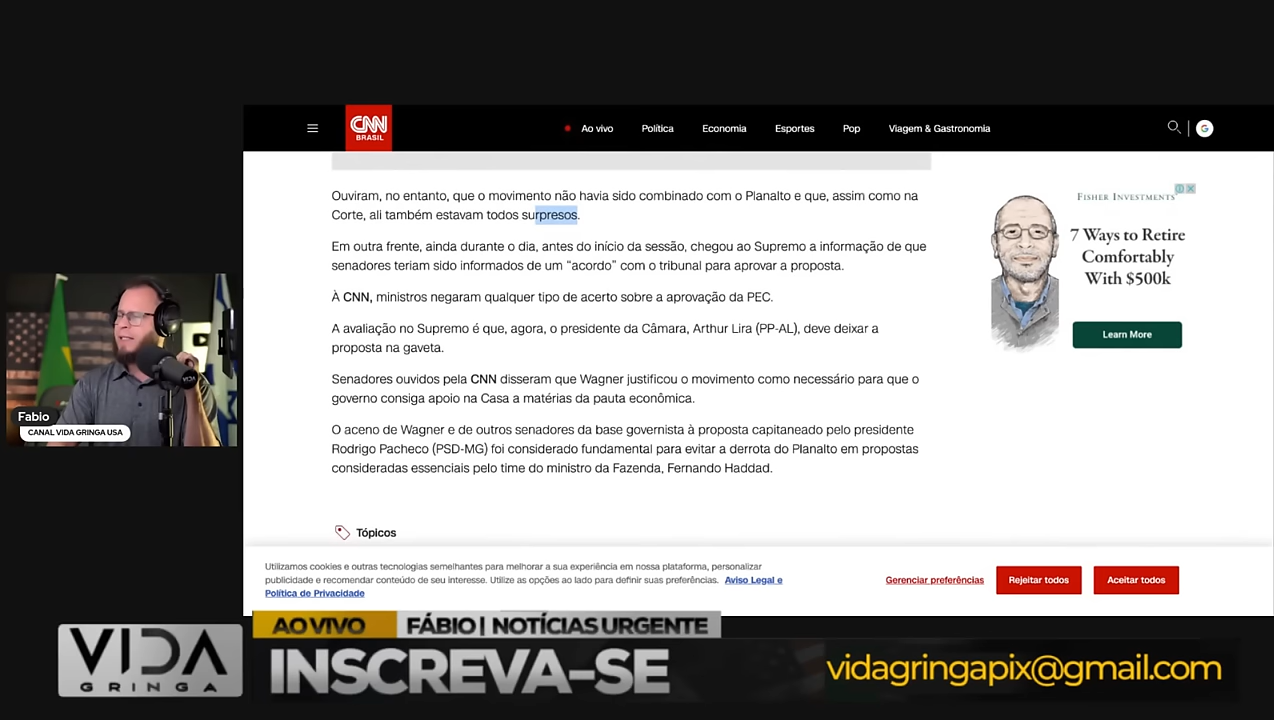 CNN
BRASIL
Ao vivo
Política
Economia
Esportes
Pop
Viagem & Gastronomia
G
Ouviram, no entanto, que o movimento não havia sido combinado com o Planalto e que, assim como na
Corte, ali também estavam todos surpresos.
Em outra frente, ainda durante o dia, antes do início da sessão, chegou ao Supremo a informação de que
senadores teriam sido informados de um “acordo” com o tribunal para aprovar a proposta.
À CNN, ministros negaram qualquer tipo de acerto sobre a aprovação da PEC.
A avaliação no Supremo é que, agora, o presidente da Câmara, Arthur Lira (PP-AL), deve deixar a
proposta na gaveta.
Senadores ouvidos pela CNN disseram que Wagner justificou o movimento como necessário para que o
governo consiga apoio na Casa a matérias da pauta econômica.
O aceno de Wagner e de outros senadores da base governista à proposta capitaneado pelo presidente
Rodrigo Pacheco (PSD-MG) foi considerado fundamental para evitar a derrota do Planalto em propostas
consideradas essenciais pelo time do ministro da Fazenda, Fernando Haddad.
Tópicos
FISHER INVESTMENTS
7 Ways to Retire
Comfortably
With $500k
Learn More
Fabio
CANAL VIDA GRINGA USA
Utilizamos cookies e outras tecnologias semelhantes para melhorar a sua experiência em nossa plataforma, personalizar
publicidade e recomendar conteúdo de seu interesse. Utilize as opções ao lado para definir suas preferências. Aviso Legal e
Política de Privacidade
Gerenciar preferências
Rejeitar todos
Aceitar todos
AO VIVO
FÁBIO | NOTÍCIAS URGENTE
VIDA
GRINGA
INSCREVA-SE
vidagringapix@gmail.com